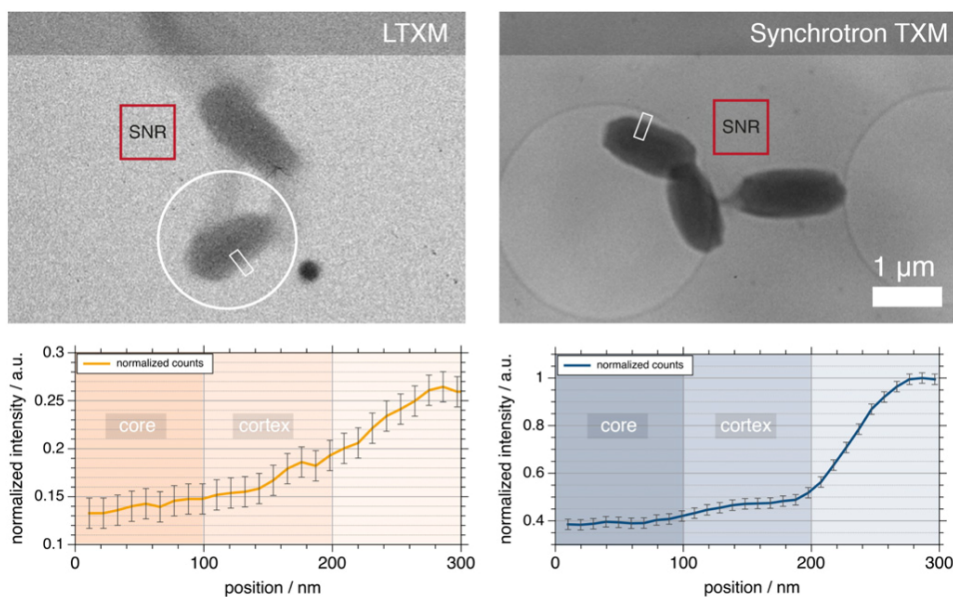 LTXM
SNR
Synchrotron TXM
SNR
1 μm
normalized intensity / a.u.
0.3
0.25
0.2
0.15
0.1
normalized counts
core
cortex
0
100
200
300
position / nm
normalized intensity / a.u.
1
0.8
0.6
0.4
normalized counts
core
cortex
0
100
200
300
position / nm